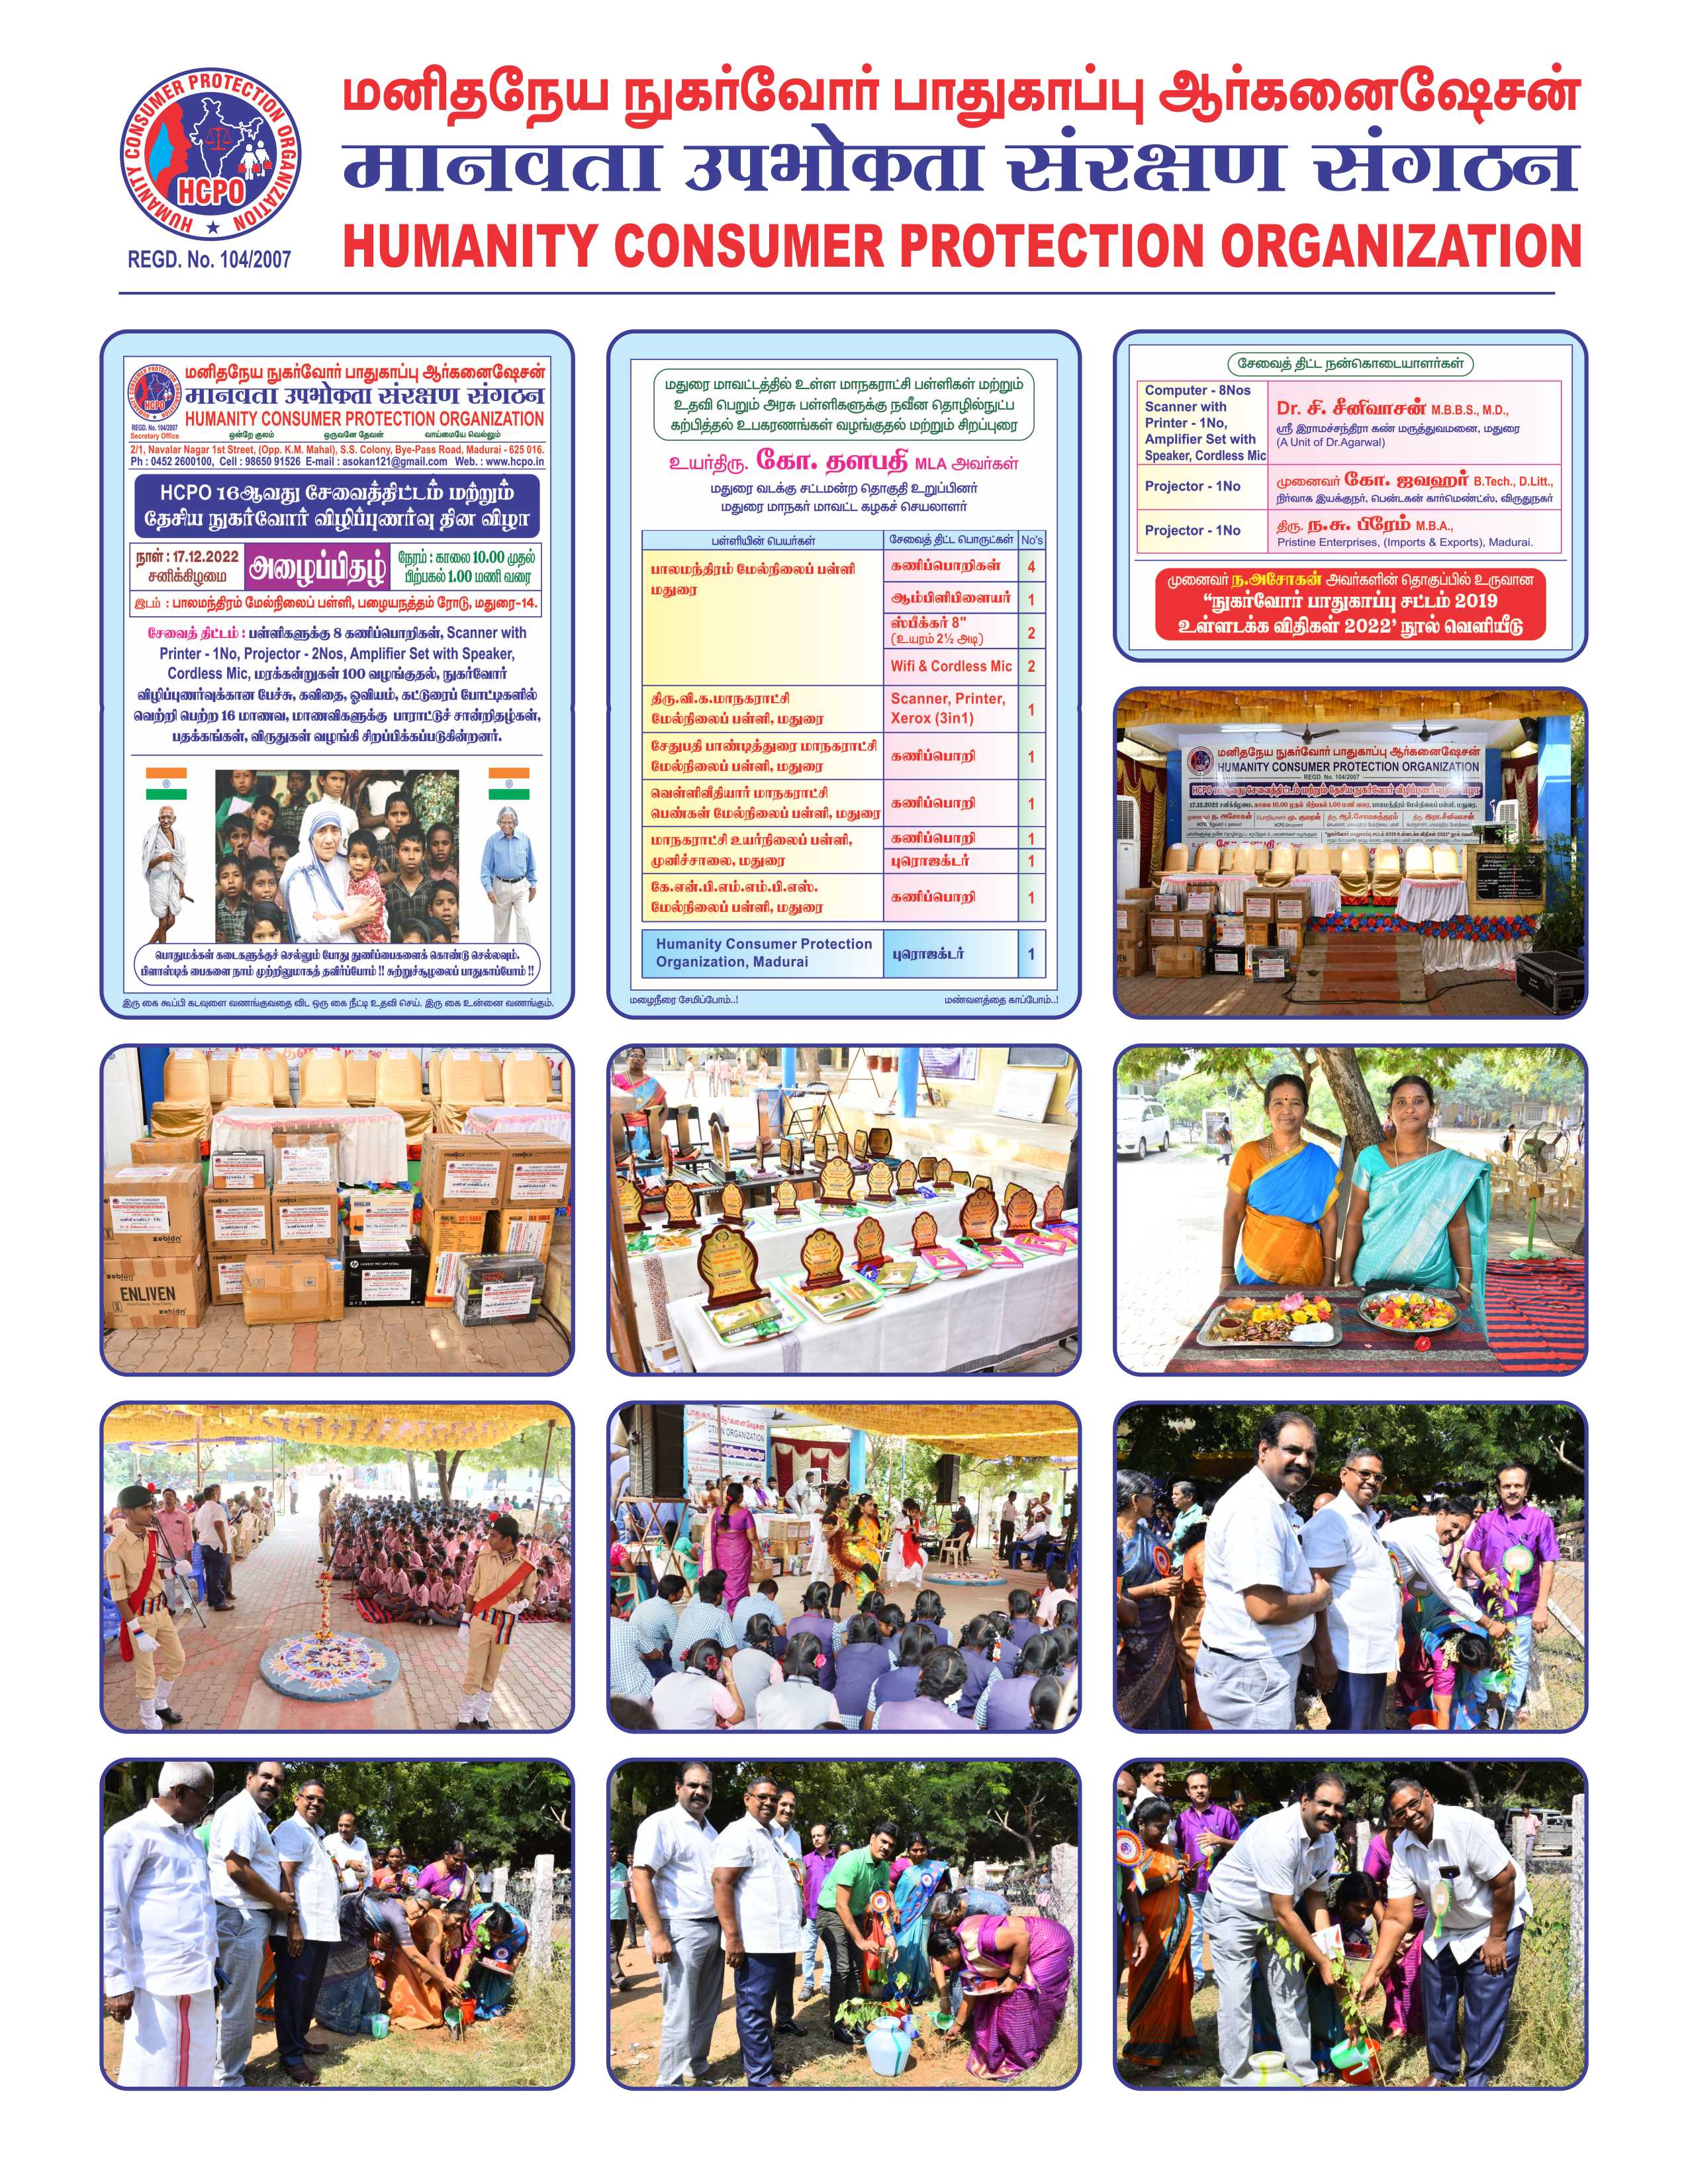 HUMANITY CONSUMER PROTECTION ORGANIZATION
HCPO
REGD. No. 104/2007
மனிதநேய நுகர்வோர் பாதுகாப்பு ஆர்கனைஷேசன்
मानवता उपभोकता संरक्षण संगठन
HUMANITY CONSUMER PROTECTION ORGANIZATION
மனிதநேய நுகர்வோர் பாதுகாப்பு ஆர்கனைஷேசன்
मानवता उपभोकता संरक्षण संगठन
HUMANITY CONSUMER PROTECTION ORGANIZATION
HCPO
REGD. No. 104/2007
Secretary Office
ஒன்றே குலம் ஒருவனே தேவன் வாய்மையே வெல்லும்
2/1, Navalar Nagar 1st Street, (Opp. K.M. Mahal), S.S. Colony, Bye-Pass Road, Madurai - 625 016.
Ph : 0452 2600100, Cell : 98650 91526 E-mail : asokan121@gmail.com Web. : www.hcpo.in
HCPO 16ஆவது சேவைத்திட்டம் மற்றும்
தேசிய நுகர்வோர் விழிப்புணர்வு தின விழா
நாள் : 17.12.2022
சனிக்கிழமை
அழைப்பிதழ்
நேரம் : காலை 10.00 முதல்
பிற்பகல் 1.00 மணி வரை
இடம் : பாலமந்திரம் மேல்நிலைப் பள்ளி, பழையநத்தம் ரோடு, மதுரை-14.
சேவைத் திட்டம் : பள்ளிகளுக்கு 8 கணிப்பொறிகள், Scanner with
Printer - 1No, Projector - 2Nos, Amplifier Set with Speaker,
Cordless Mic, மரக்கன்றுகள் 100 வழங்குதல், நுகர்வோர்
விழிப்புணர்வுக்கான பேச்சு, கவிதை, ஓவியம், கட்டுரைப் போட்டிகளில்
வெற்றி பெற்ற 16 மாணவ, மாணவிகளுக்கு பாராட்டுச் சான்றிதழ்கள்,
பதக்கங்கள், விருதுகள் வழங்கி சிறப்பிக்கப்படுகின்றனர்.
பொதுமக்கள் கடைகளுக்குச் செல்லும் போது துணிப்பைகளைக் கொண்டு செல்லவும்.
பிளாஸ்டிக் பைகளை நாம் முற்றிலுமாகத் தவிர்ப்போம் !! சுற்றுச்சூழலைப் பாதுகாப்போம் !!
இரு கை கூப்பி கடவுளை வணங்குவதை விட ஒரு கை நீட்டி உதவி செய். இரு கை உன்னை வணங்கும்.
மதுரை மாவட்டத்தில் உள்ள மாநகராட்சி பள்ளிகள் மற்றும்
உதவி பெறும் அரசு பள்ளிகளுக்கு நவீன தொழில்நுட்ப
கற்பித்தல் உபகரணங்கள் வழங்குதல் மற்றும் சிறப்புரை
உயர்திரு. கோ. தளபதி MLA அவர்கள்
மதுரை வடக்கு சட்டமன்ற தொகுதி உறுப்பினர்
மதுரை மாநகர் மாவட்ட கழகச் செயலாளர்
பள்ளியின் பெயர்கள் சேவைத் திட்ட பொருட்கள் No's
பாலமந்திரம் மேல்நிலைப் பள்ளி
மதுரை
கணிப்பொறிகள் 4
ஆம்பிளிபிளையர் 1
ஸ்பீக்கர் 8"
(உயரம் 2½ அடி) 2
Wifi & Cordless Mic 2
திரு.வி.க.மாநகராட்சி
மேல்நிலைப் பள்ளி, மதுரை
Scanner, Printer,
Xerox (3in1) 1
சேதுபதி பாண்டித்துரை மாநகராட்சி
மேல்நிலைப் பள்ளி, மதுரை
கணிப்பொறி 1
வெள்ளிவீதியார் மாநகராட்சி
பெண்கள் மேல்நிலைப் பள்ளி, மதுரை
கணிப்பொறி 1
மாநகராட்சி உயர்நிலைப் பள்ளி,
முனிச்சாலை, மதுரை
கணிப்பொறி 1
புரொஜக்டர் 1
கே.என்.பி.எம்.எம்.பி.எஸ்.
மேல்நிலைப் பள்ளி, மதுரை
கணிப்பொறி 1
Humanity Consumer Protection
Organization, Madurai
புரொஜக்டர் 1
மழைநீரை சேமிப்போம்..! மண்வளத்தை காப்போம்..!
சேவைத் திட்ட நன்கொடையாளர்கள்
Computer - 8Nos
Scanner with
Printer - 1No,
Amplifier Set with
Speaker, Cordless Mic
Dr. சி. சீனிவாசன் M.B.B.S., M.D.,
ஸ்ரீ இராமச்சந்திரா கண் மருத்துவமனை, மதுரை
(A Unit of Dr.Agarwal)
Projector - 1No
முனைவர் கோ. ஜவஹர் B.Tech., D.Litt.,
நிர்வாக இயக்குநர், பென்டகன் கார்மெண்ட்ஸ், விருதுநகர்
Projector - 1No
திரு. ந.சு. பிரேம் M.B.A.,
Pristine Enterprises, (Imports & Exports), Madurai.
முனைவர் ந.அசோகன் அவர்களின் தொகுப்பில் உருவான
“நுகர்வோர் பாதுகாப்பு சட்டம் 2019
உள்ளடக்க விதிகள் 2022’ நூல் வெளியீடு
மனிதநேய நுகர்வோர் பாதுகாப்பு ஆர்கனைஷேசன்
HUMANITY CONSUMER PROTECTION ORGANIZATION
REGD. No. 104/2007
HCPO 16ஆவது சேவைத்திட்டம் மற்றும் தேசிய நுகர்வோர் விழிப்புணர்வு தின விழா
zebion
zebion
ENLIVEN
zebion
hp
ORGANIZATION